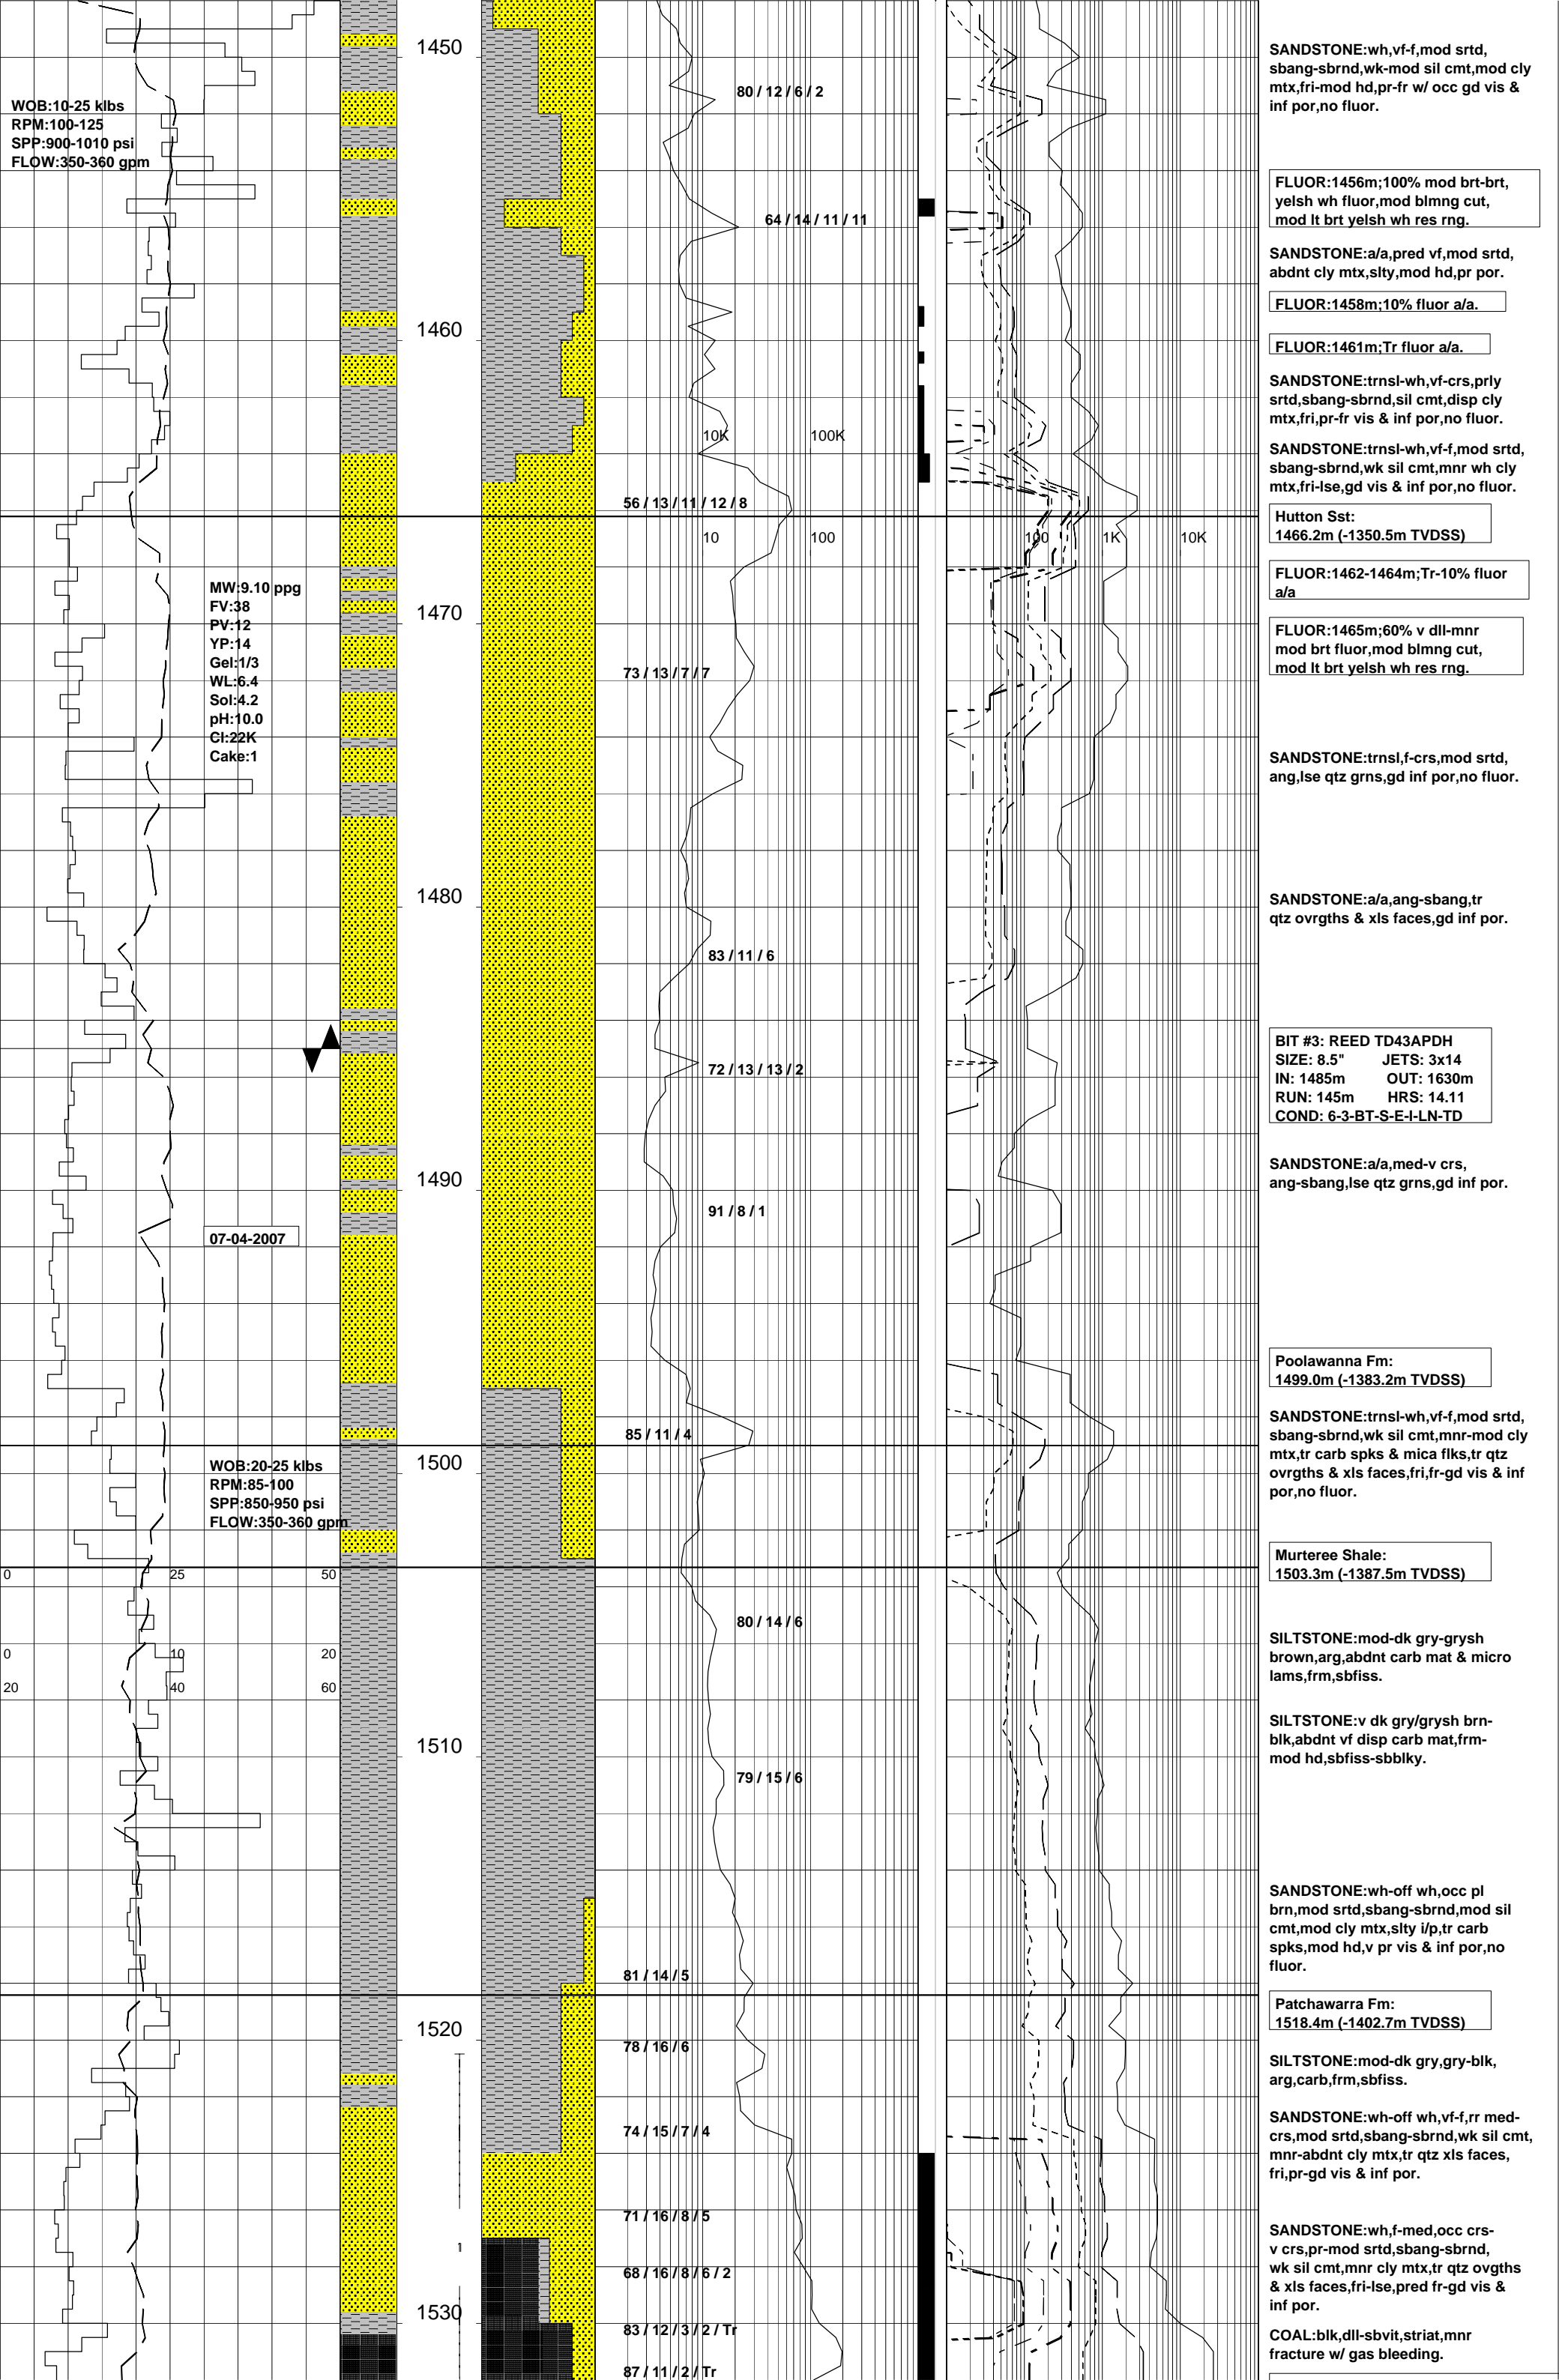 WOB:10-25 klbs
RPM:100-125
SPP:900-1010 psi
FLOW:350-360 gpm
MW:9.10 ppg
FV:38
PV:12
YP:14
Gel:1/3
WL:6.4
Sol:4.2
pH:10.0
Cl:22K
Cake:1
07-04-2007
WOB:20-25 klbs
RPM:85-100
SPP:850-950 psi
FLOW:350-360 gpm
0 25 50
0 10 20
20 40 60
1450
1460
1470
1480
1490
1500
1510
1520
1530
1
80 / 12 / 6 / 2
64 / 14 / 11 / 11
10K 100K
56 / 13 / 11 / 12 / 8
10 100
73 / 13 / 7 / 7
83 / 11 / 6
72 / 13 / 13 / 2
91 / 8 / 1
85 / 11 / 4
80 / 14 / 6
79 / 15 / 6
81 / 14 / 5
78 / 16 / 6
74 / 15 / 7 / 4
71 / 16 / 8 / 5
68 / 16 / 8 / 6 / 2
83 / 12 / 3 / 2 / Tr
87 / 11 / 2 / Tr
100 1K 10K
SANDSTONE:wh,vf-f,mod srtd,
sbang-sbrnd,wk-mod sil cmt,mod cly
mtx,fri-mod hd,pr-fr w/ occ gd vis &
inf por,no fluor.
FLUOR:1456m;100% mod brt-brt,
yelsh wh fluor,mod blmng cut,
mod lt brt yelsh wh res rng.
SANDSTONE:a/a,pred vf,mod srtd,
abdnt cly mtx,slty,mod hd,pr por.
FLUOR:1458m;10% fluor a/a.
FLUOR:1461m;Tr fluor a/a.
SANDSTONE:trnsl-wh,vf-crs,prly
srtd,sbang-sbrnd,sil cmt,disp cly
mtx,fri,pr-fr vis & inf por,no fluor.
SANDSTONE:trnsl-wh,vf-f,mod srtd,
sbang-sbrnd,wk sil cmt,mnr wh cly
mtx,fri-lse,gd vis & inf por,no fluor.
Hutton Sst:
1466.2m (-1350.5m TVDSS)
FLUOR:1462-1464m;Tr-10% fluor
a/a
FLUOR:1465m;60% v dll-mnr
mod brt fluor,mod blmng cut,
mod lt brt yelsh wh res rng.
SANDSTONE:trnsl,f-crs,mod srtd,
ang,lse qtz grns,gd inf por,no fluor.
SANDSTONE:a/a,ang-sbang,tr
qtz ovrgths & xls faces,gd inf por.
BIT #3: REED TD43APDH
SIZE: 8.5" JETS: 3x14
IN: 1485m OUT: 1630m
RUN: 145m HRS: 14.11
COND: 6-3-BT-S-E-I-LN-TD
SANDSTONE:a/a,med-v crs,
ang-sbang,lse qtz grns,gd inf por.
Poolawanna Fm:
1499.0m (-1383.2m TVDSS)
SANDSTONE:trnsl-wh,vf-f,mod srtd,
sbang-sbrnd,wk sil cmt,mnr-mod cly
mtx,tr carb spks & mica flks,tr qtz
ovrgths & xls faces,fri,fr-gd vis & inf
por,no fluor.
Murteree Shale:
1503.3m (-1387.5m TVDSS)
SILTSTONE:mod-dk gry-grysh
brown,arg,abdnt carb mat & micro
lams,frm,sbfiss.
SILTSTONE:v dk gry/grysh brn-
blk,abdnt vf disp carb mat,frm-
mod hd,sbfiss-sbblky.
SANDSTONE:wh-off wh,occ pl
brn,mod srtd,sbang-sbrnd,mod sil
cmt,mod cly mtx,slty i/p,tr carb
spks,mod hd,v pr vis & inf por,no
fluor.
Patchawarra Fm:
1518.4m (-1402.7m TVDSS)
SILTSTONE:mod-dk gry,gry-blk,
arg,carb,frm,sbfiss.
SANDSTONE:wh-off wh,vf-f,rr med-
crs,mod srtd,sbang-sbrnd,wk sil cmt,
mnr-abdnt cly mtx,tr qtz xls faces,
fri,pr-gd vis & inf por.
SANDSTONE:wh,f-med,occ crs-
v crs,pr-mod srtd,sbang-sbrnd,
wk sil cmt,mnr cly mtx,tr qtz ovgths
& xls faces,fri-lse,pred fr-gd vis &
inf por.
COAL:blk,dll-sbvit,striat,mnr
fracture w/ gas bleeding.